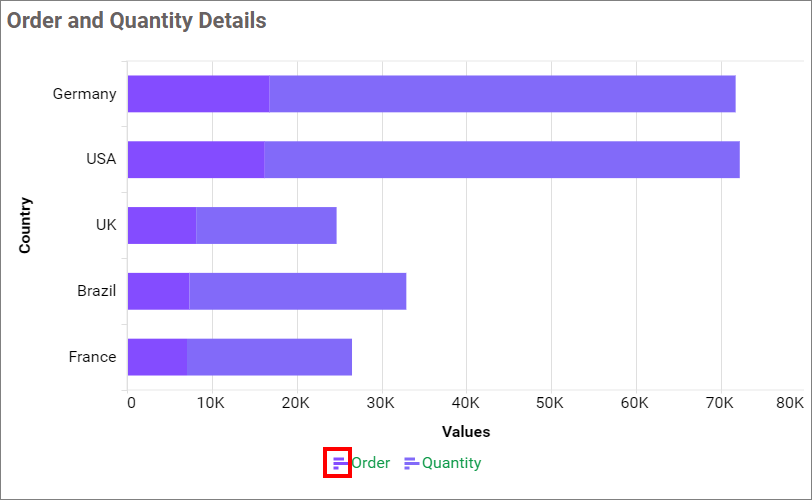 Order and Quantity Details
Country
Germany
USA
UK
Brazil
France
0 10K 20K 30K 40K 50K 60K 70K 80K
Values
Order Quantity